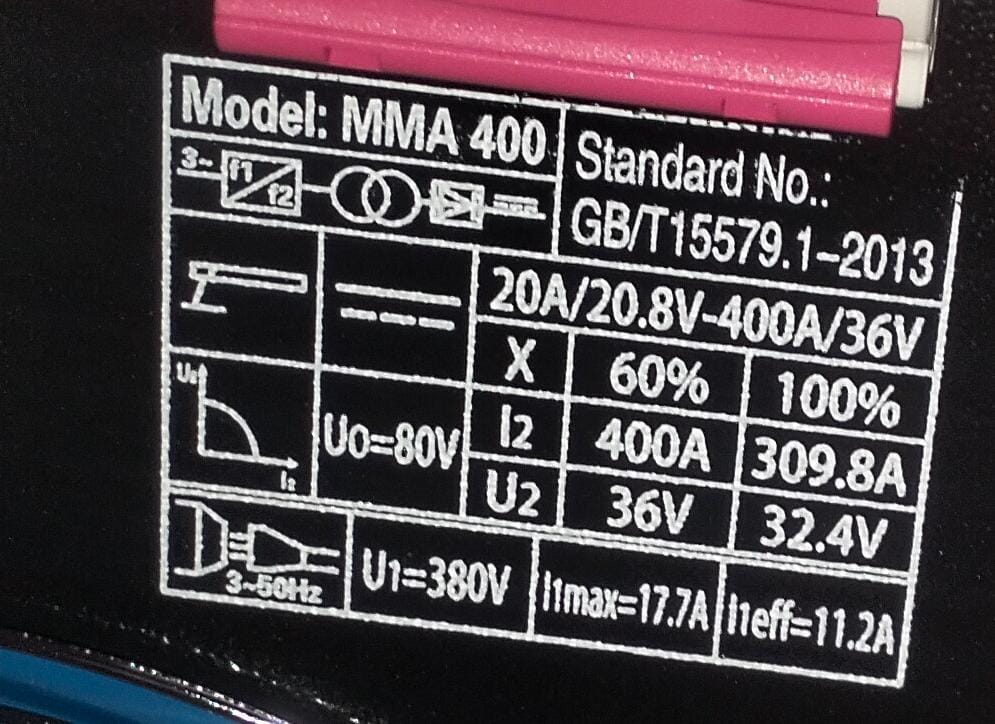 Model: MMA 400
Standard No.:
GB/T15579.1-2013
3~ f1
f2
20A/20.8V-400A/36V
X 60% 100%
U2
I2
U0=80V
I2 400A 309.8A
U2 36V 32.4V
3~50Hz
U1=380V I1max=17.7A I1eff=11.2A